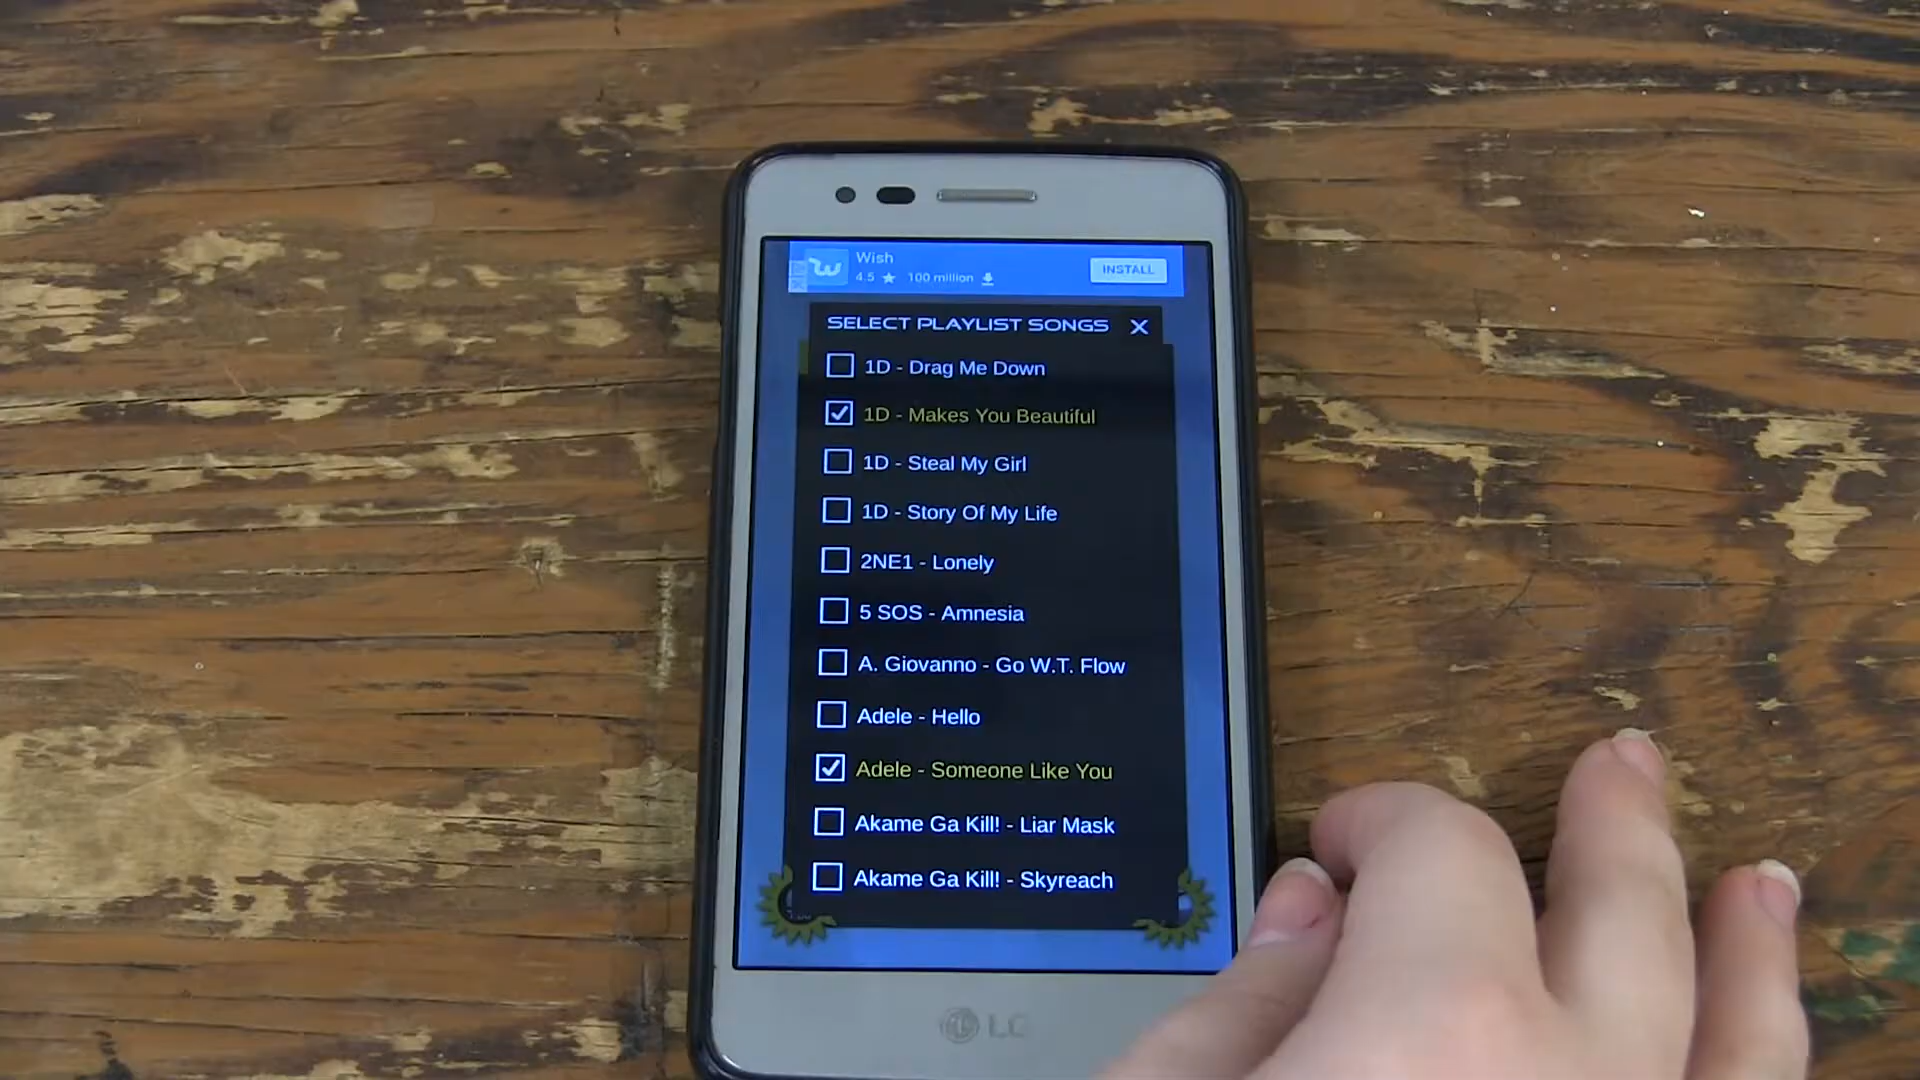 Wish
4.5 ★ 100 million
INSTALL
SELECT PLAYLIST SONGS X
1D - Drag Me Down
1D - Makes You Beautiful
1D - Steal My Girl
1D - Story Of My Life
2NE1 - Lonely
5 SOS - Amnesia
A. Giovanno - Go W.T. Flow
Adele - Hello
Adele - Someone Like You
Akame Ga Kill! - Liar Mask
Akame Ga Kill! - Skyreach
LG